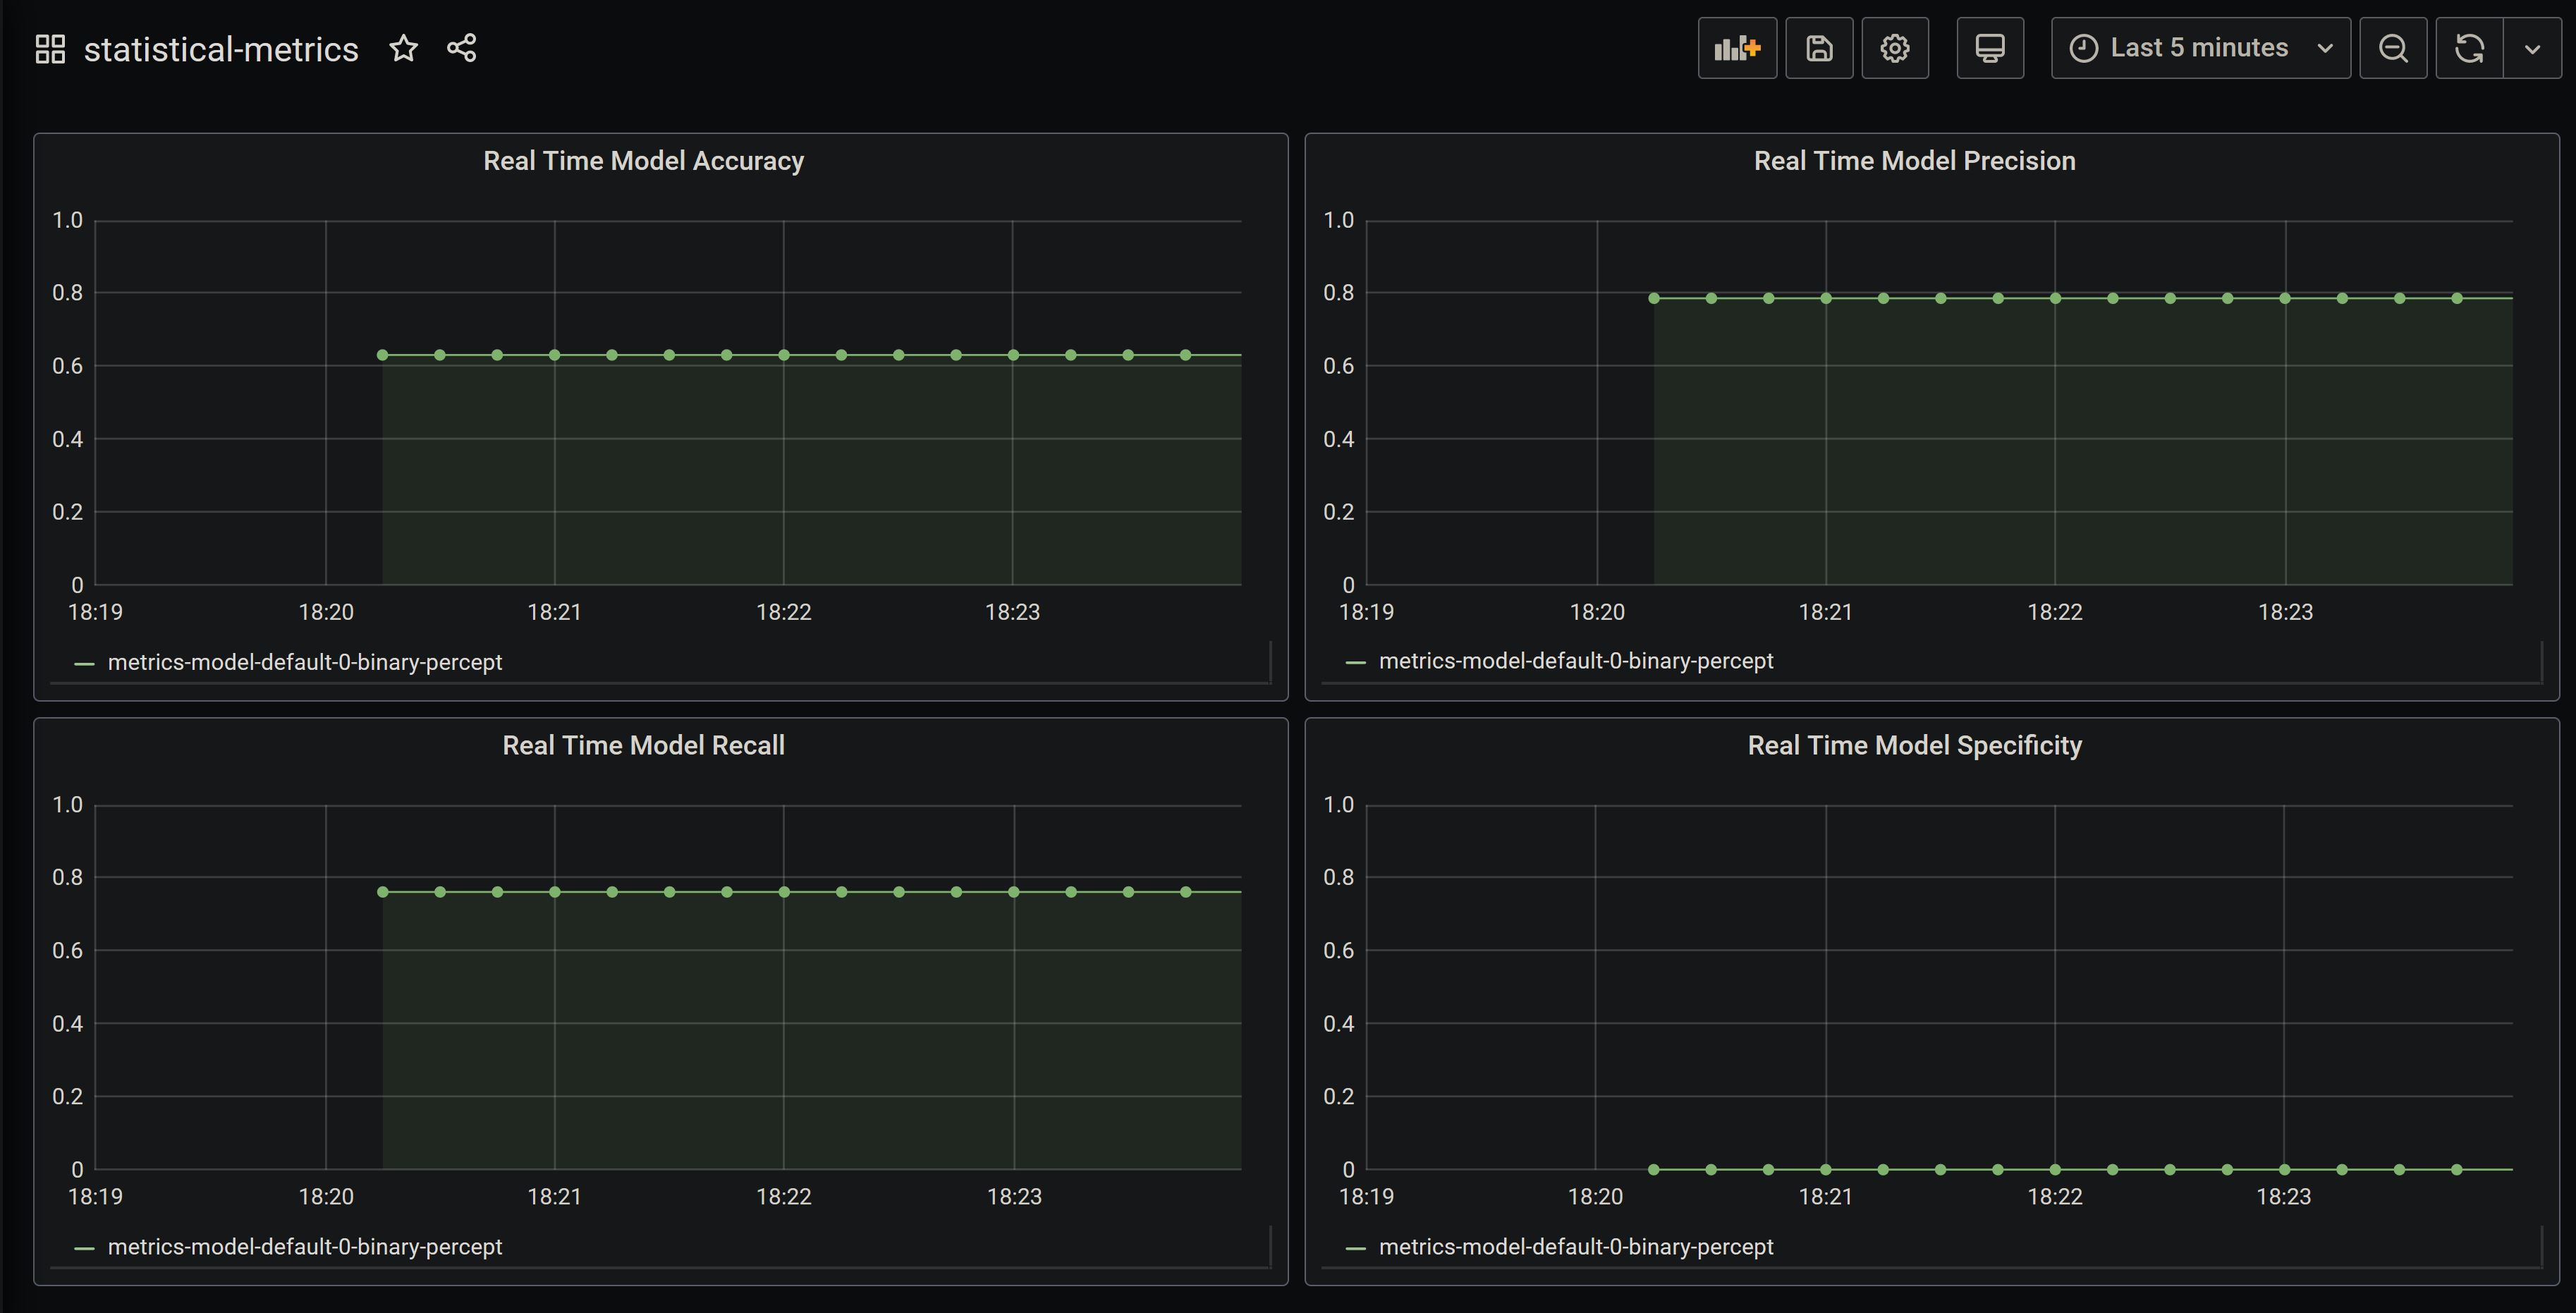 statistical-metrics
Last 5 minutes
Real Time Model Accuracy
1.0
0.8
0.6
0.4
0.2
0
18:19 18:20 18:21 18:22 18:23
metrics-model-default-0-binary-percept
Real Time Model Precision
1.0
0.8
0.6
0.4
0.2
0
18:19 18:20 18:21 18:22 18:23
metrics-model-default-0-binary-percept
Real Time Model Recall
1.0
0.8
0.6
0.4
0.2
0
18:19 18:20 18:21 18:22 18:23
metrics-model-default-0-binary-percept
Real Time Model Specificity
1.0
0.8
0.6
0.4
0.2
0
18:19 18:20 18:21 18:22 18:23
metrics-model-default-0-binary-percept